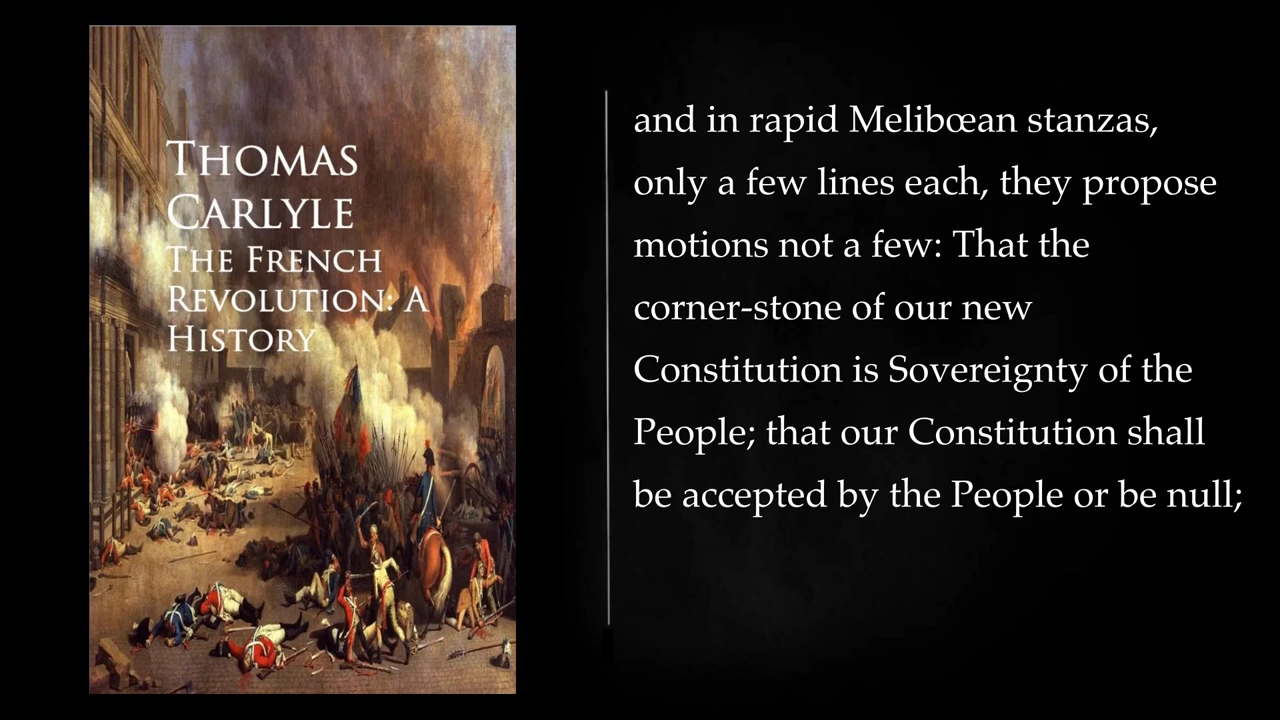 THOMAS
CARLYLE
THE FRENCH
REVOLUTION: A
HISTORY
and in rapid Melibœan stanzas,
only a few lines each, they propose
motions not a few: That the
corner-stone of our new
Constitution is Sovereignty of the
People; that our Constitution shall
be accepted by the People or be null;